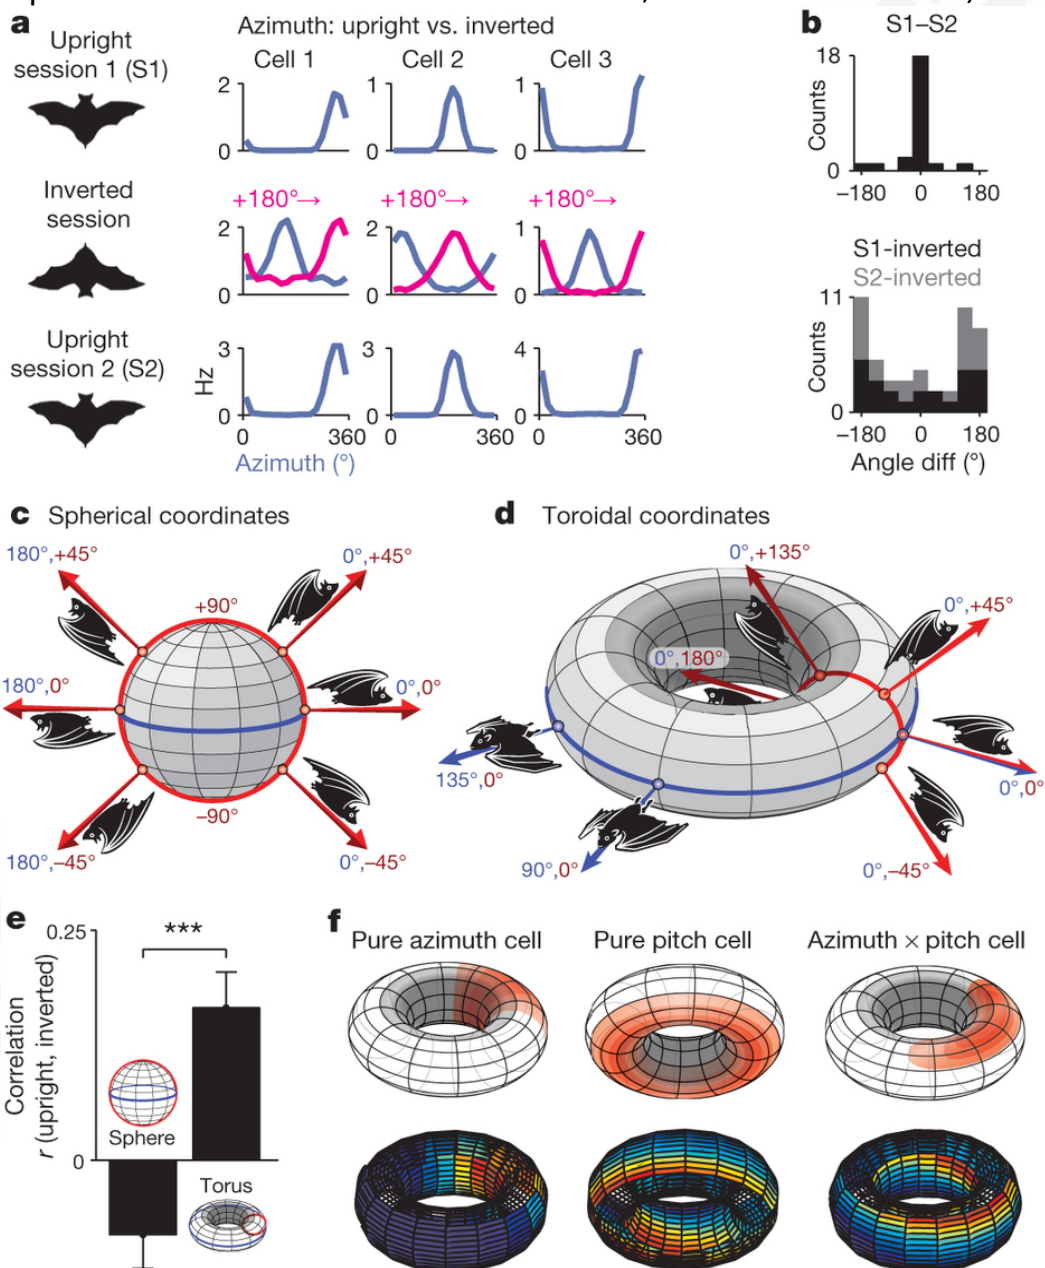 a
Upright
session 1 (S1)
Azimuth: upright vs. inverted
Cell 1
Cell 2
Cell 3
2
0
1
0
1
0
Inverted
session
+180°→
+180°→
+180°→
2
0
2
0
1
0
Upright
session 2 (S2)
Hz
3
0
3
0
4
0
0
360
0
360
0
360
Azimuth (°)
b
S1–S2
18
Counts
0
−180
0
180
S1-inverted
S2-inverted
11
Counts
0
−180
0
180
Angle diff (°)
c Spherical coordinates
180°,+45°
0°,+45°
+90°
180°,0°
0°,0°
−90°
180°,−45°
0°,−45°
d Toroidal coordinates
0°,+135°
0°,+45°
0°,180°
135°,0°
0°,0°
90°,0°
0°,−45°
e
0.25
***
Correlation
r (upright, inverted)
Sphere
0
Torus
f
Pure azimuth cell
Pure pitch cell
Azimuth × pitch cell